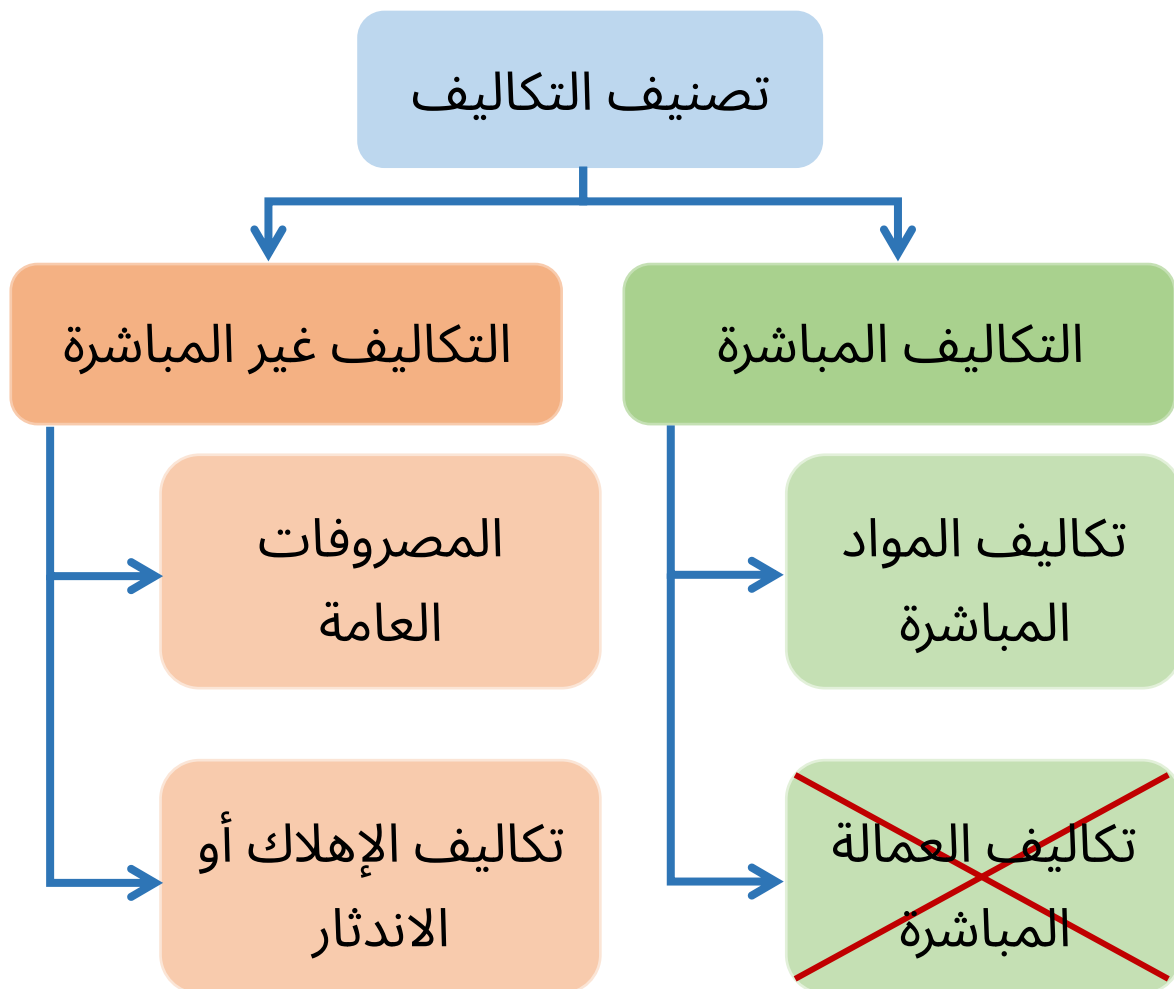 تصنيف التكاليف
التكاليف المباشرة
التكاليف غير المباشرة
تكاليف المواد
المباشرة
المصروفات
العامة
تكاليف العمالة
المباشرة
تكاليف الإهلاك أو
الاندثار